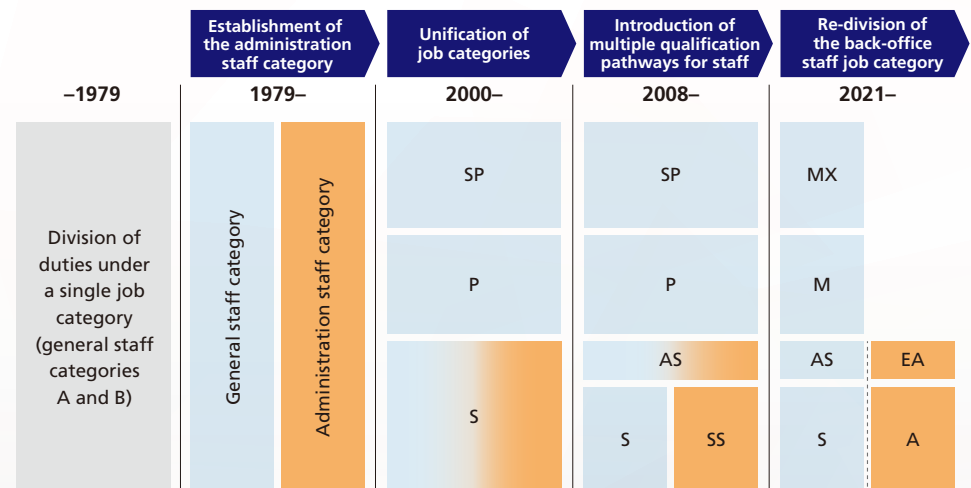 Establishment of
the administration
staff category
Unification of
job categories
Introduction of
multiple qualification
pathways for staff
Re-division of
the back-office
staff job category
–1979
1979–
2000–
2008–
2021–
Division of
duties under
a single job
category
(general staff
categories
A and B)
General staff category
Administration staff category
SP
P
S
SP
P
AS
S
SS
MX
M
AS
EA
S
A